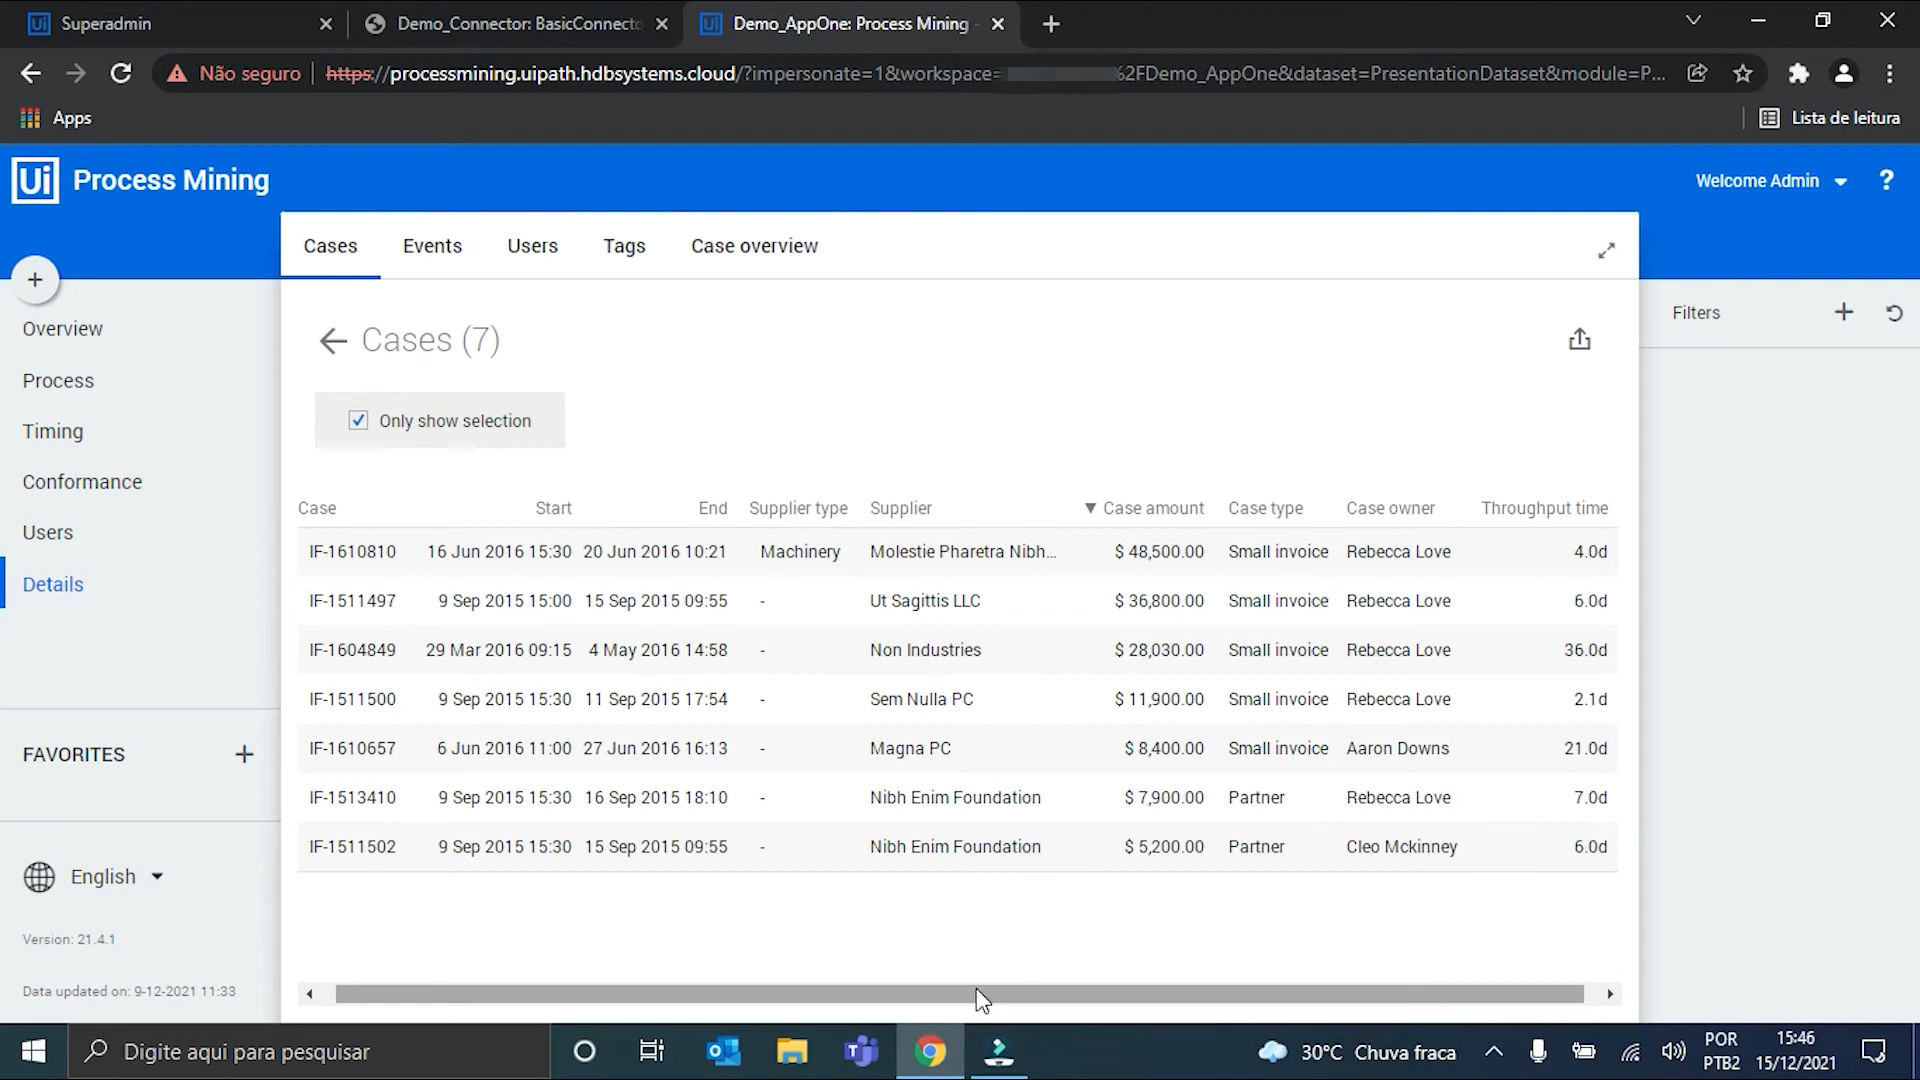 Superadmin
Demo_Connector: BasicConnecto
Demo_AppOne: Process Mining -
Não seguro
https://processmining.uipath.hdbsystems.cloud/?impersonate=1&workspace= %2FDemo_AppOne&dataset=PresentationDataset&module=P...
Apps
Lista de leitura
Ui Process Mining
Welcome Admin
?
Cases Events Users Tags Case overview
Overview
Process
Timing
Conformance
Users
Details
Cases (7)
Only show selection
Filters
Case Start End Supplier type Supplier ▼ Case amount Case type Case owner Throughput time
IF-1610810 16 Jun 2016 15:30 20 Jun 2016 10:21 Machinery Molestie Pharetra Nibh... $ 48,500.00 Small invoice Rebecca Love 4.0d
IF-1511497 9 Sep 2015 15:00 15 Sep 2015 09:55 - Ut Sagittis LLC $ 36,800.00 Small invoice Rebecca Love 6.0d
IF-1604849 29 Mar 2016 09:15 4 May 2016 14:58 - Non Industries $ 28,030.00 Small invoice Rebecca Love 36.0d
IF-1511500 9 Sep 2015 15:30 11 Sep 2015 17:54 - Sem Nulla PC $ 11,900.00 Small invoice Rebecca Love 2.1d
IF-1610657 6 Jun 2016 11:00 27 Jun 2016 16:13 - Magna PC $ 8,400.00 Small invoice Aaron Downs 21.0d
IF-1513410 9 Sep 2015 15:30 16 Sep 2015 18:10 - Nibh Enim Foundation $ 7,900.00 Partner Rebecca Love 7.0d
IF-1511502 9 Sep 2015 15:30 15 Sep 2015 09:55 - Nibh Enim Foundation $ 5,200.00 Partner Cleo Mckinney 6.0d
FAVORITES
English
Version: 21.4.1
Data updated on: 9-12-2021 11:33
Digite aqui para pesquisar
30°C Chuva fraca
POR
PTB2
15:46
15/12/2021